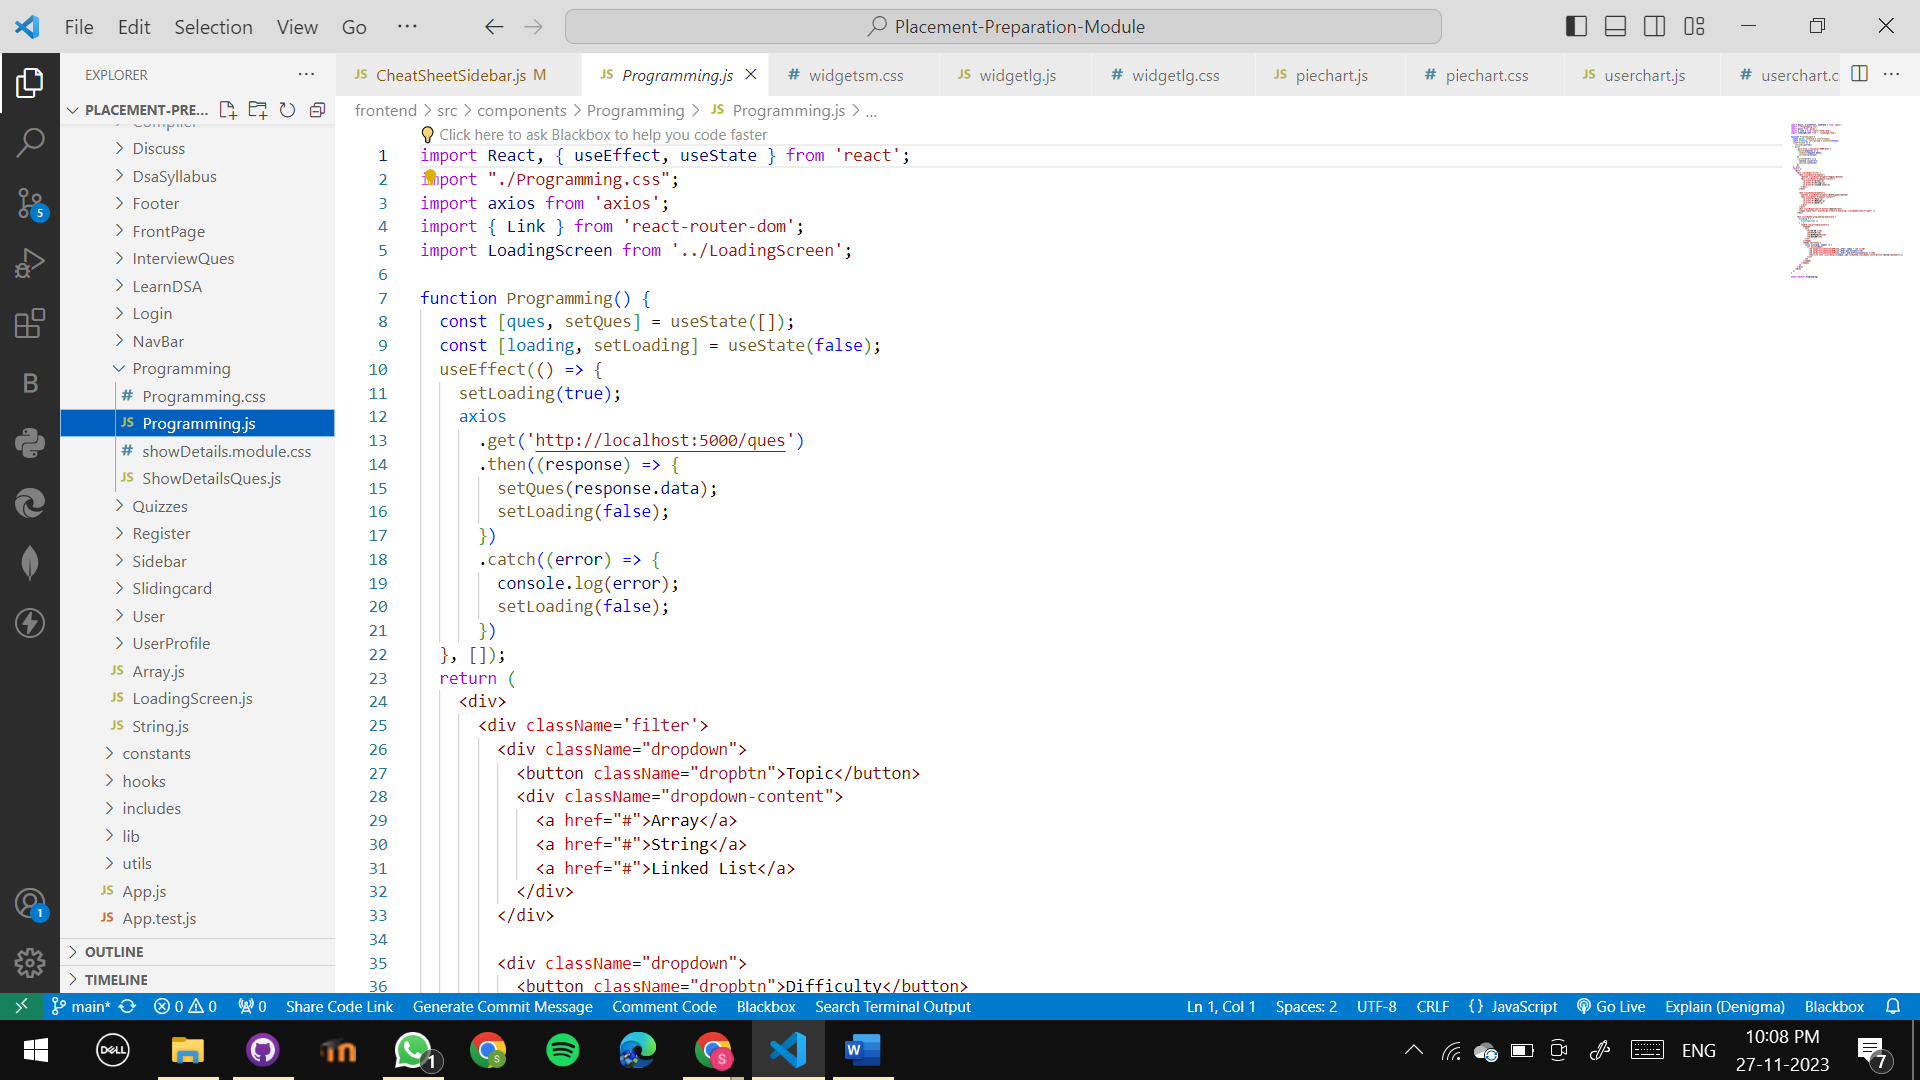 File Edit Selection View Go ··· Placement-Preparation-Module
EXPLORER ···
CheatSheetSidebar.js M Programming.js widgetsm.css widgetlg.js widgetlg.css piechart.js piechart.css userchart.js userchart.c ···
PLACEMENT-PRE...
frontend > src > components > Programming > JS Programming.js > ...
Discuss
DsaSyllabus
Footer
FrontPage
InterviewQues
LearnDSA
Login
NavBar
Programming
# Programming.css
JS Programming.js
# showDetails.module.css
JS ShowDetailsQues.js
Quizzes
Register
Sidebar
Slidingcard
User
UserProfile
JS Array.js
JS LoadingScreen.js
JS String.js
constants
hooks
includes
lib
utils
JS App.js
JS App.test.js
OUTLINE
TIMELINE
5
B
1
Click here to ask Blackbox to help you code faster
1 import React, { useEffect, useState } from 'react';
2 import "./Programming.css";
3 import axios from 'axios';
4 import { Link } from 'react-router-dom';
5 import LoadingScreen from '../LoadingScreen';
6
7 function Programming() {
8 const [ques, setQues] = useState([]);
9 const [loading, setLoading] = useState(false);
10 useEffect(() => {
11 setLoading(true);
12 axios
13 .get('http://localhost:5000/ques')
14 .then((response) => {
15 setQues(response.data);
16 setLoading(false);
17 })
18 .catch((error) => {
19 console.log(error);
20 setLoading(false);
21 })
22 }, []);
23 return (
24 <div>
25 <div className='filter'>
26 <div className="dropdown">
27 <button className="dropbtn">Topic</button>
28 <div className="dropdown-content">
29 <a href="#">Array</a>
30 <a href="#">String</a>
31 <a href="#">Linked List</a>
32 </div>
33 </div>
34
35 <div className="dropdown">
36 <button className="dropbtn">Difficulty</button>
main* 0 0 0 Share Code Link Generate Commit Message Comment Code Blackbox Search Terminal Output Ln 1, Col 1 Spaces: 2 UTF-8 CRLF {} JavaScript Go Live Explain (Denigma) Blackbox
DELL 1 S S W ENG 10:08 PM
27-11-2023 7